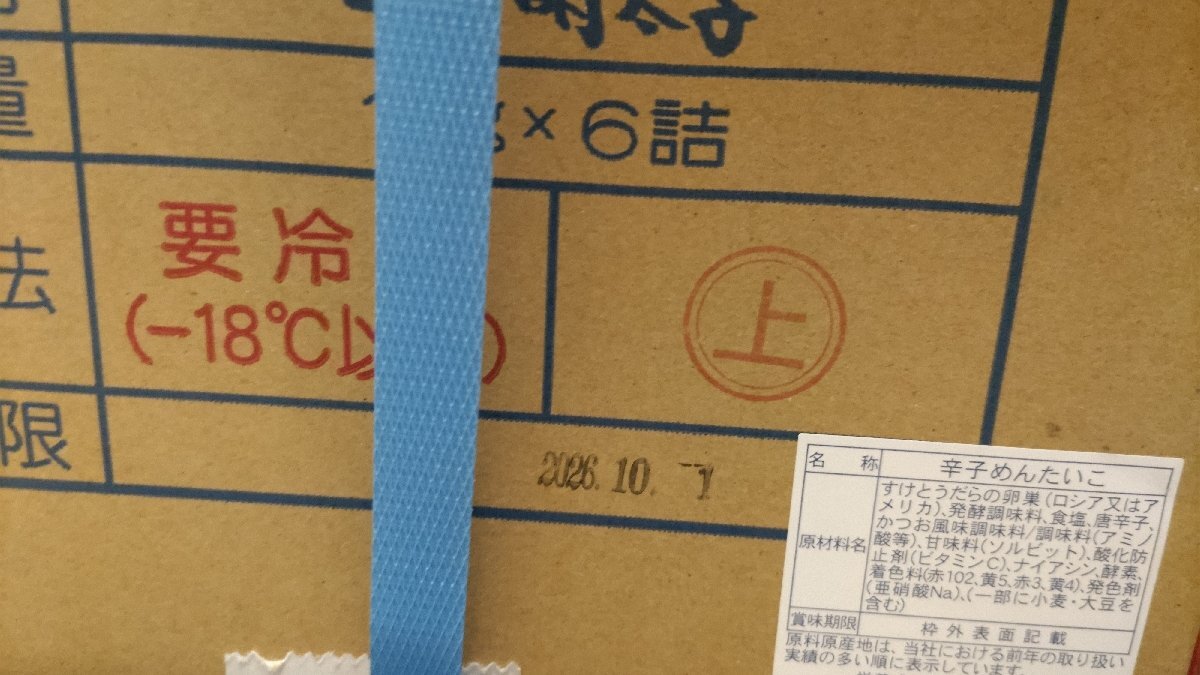 明太子
量
g×6詰
法
要冷
(-18℃以
)
上
限
2026.10.
名 称 辛子めんたいこ
原材料名
すけとうだらの卵巣(ロシア又はア
メリカ)、発酵調味料、食塩、唐辛子、
かつお風味調味料/調味料(アミノ
酸等)、甘味料(ソルビット)、酸化防
止剤(ビタミンC)、ナイアシン、酵素、
着色料(赤102、黄5、赤3、黄4)、発色剤
(亜硝酸Na)、(一部に小麦・大豆を
含む)
賞味期限 枠外表面記載
原料原産地は、当社における前年の取り扱い
実績の多い順に表示しています。